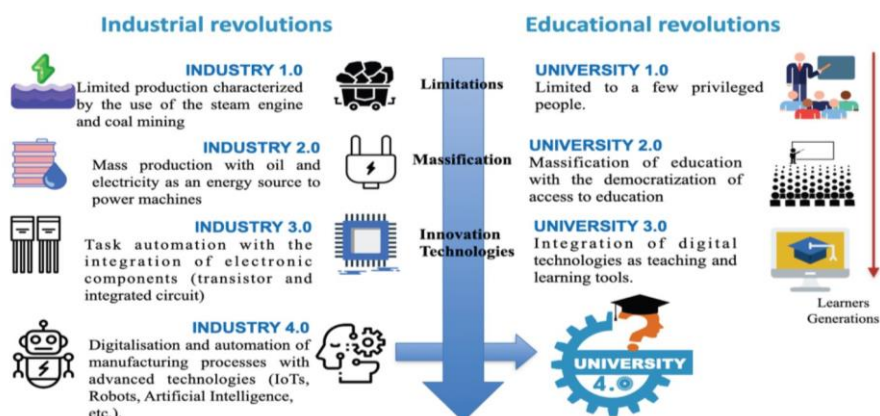 Industrial revolutions
Educational revolutions
INDUSTRY 1.0
Limited production characterized
by the use of the steam engine
and coal mining
Limitations
UNIVERSITY 1.0
Limited to a few privileged
people.
INDUSTRY 2.0
Mass production with oil and
electricity as an energy source to
power machines
Massification
UNIVERSITY 2.0
Massification of education
with the democratization of
access to education
INDUSTRY 3.0
Task automation with the
integration of electronic
components (transistor and
integrated circuit)
Innovation
Technologies
UNIVERSITY 3.0
Integration of digital
technologies as teaching and
learning tools.
Learners
Generations
INDUSTRY 4.0
Digitalisation and automation of
manufacturing processes with
advanced technologies (IoTs,
Robots, Artificial Intelligence,
etc.).
UNIVERSITY
4.0